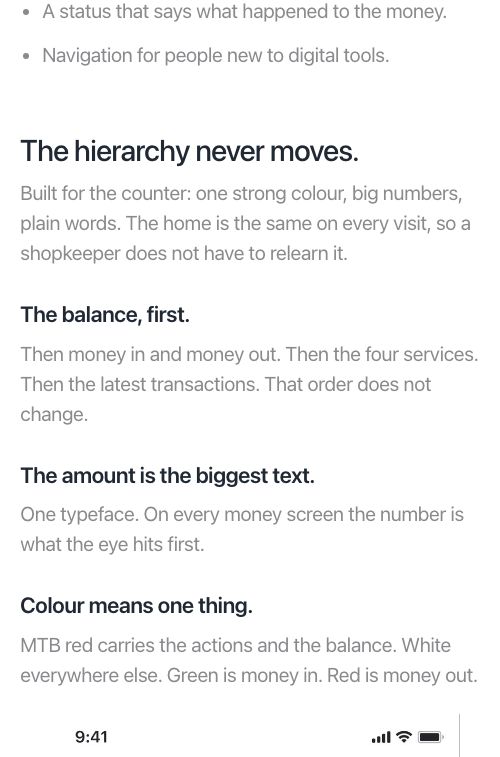 A status that says what happened to the money.
Navigation for people new to digital tools.
The hierarchy never moves.
Built for the counter: one strong colour, big numbers,
plain words. The home is the same on every visit, so a
shopkeeper does not have to relearn it.
The balance, first.
Then money in and money out. Then the four services.
Then the latest transactions. That order does not
change.
The amount is the biggest text.
One typeface. On every money screen the number is
what the eye hits first.
Colour means one thing.
MTB red carries the actions and the balance. White
everywhere else. Green is money in. Red is money out.
9:41